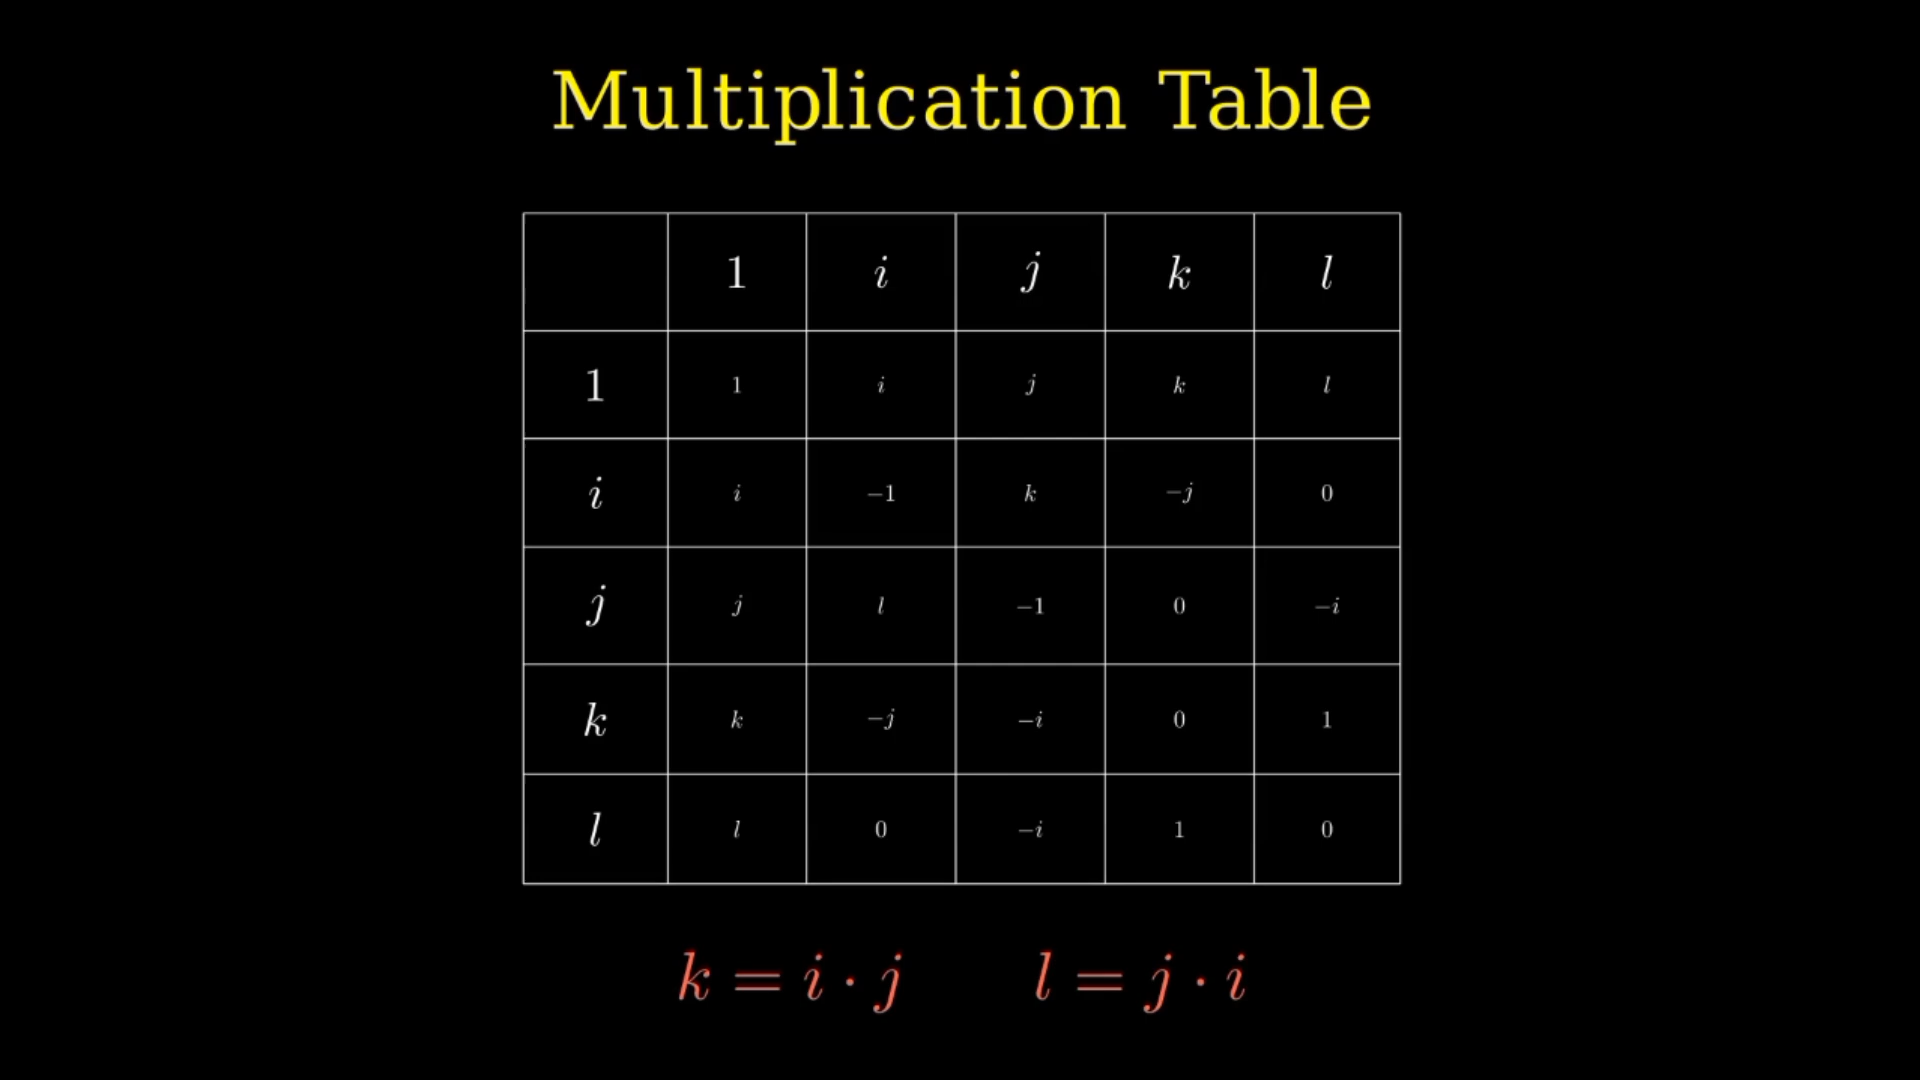 Multiplication Table
1 i j k l
1 1 i j k l
i i −1 k −j 0
j j l −1 0 −i
k k −j −i 0 1
l l 0 −i 1 0
k = i · j l = j · i